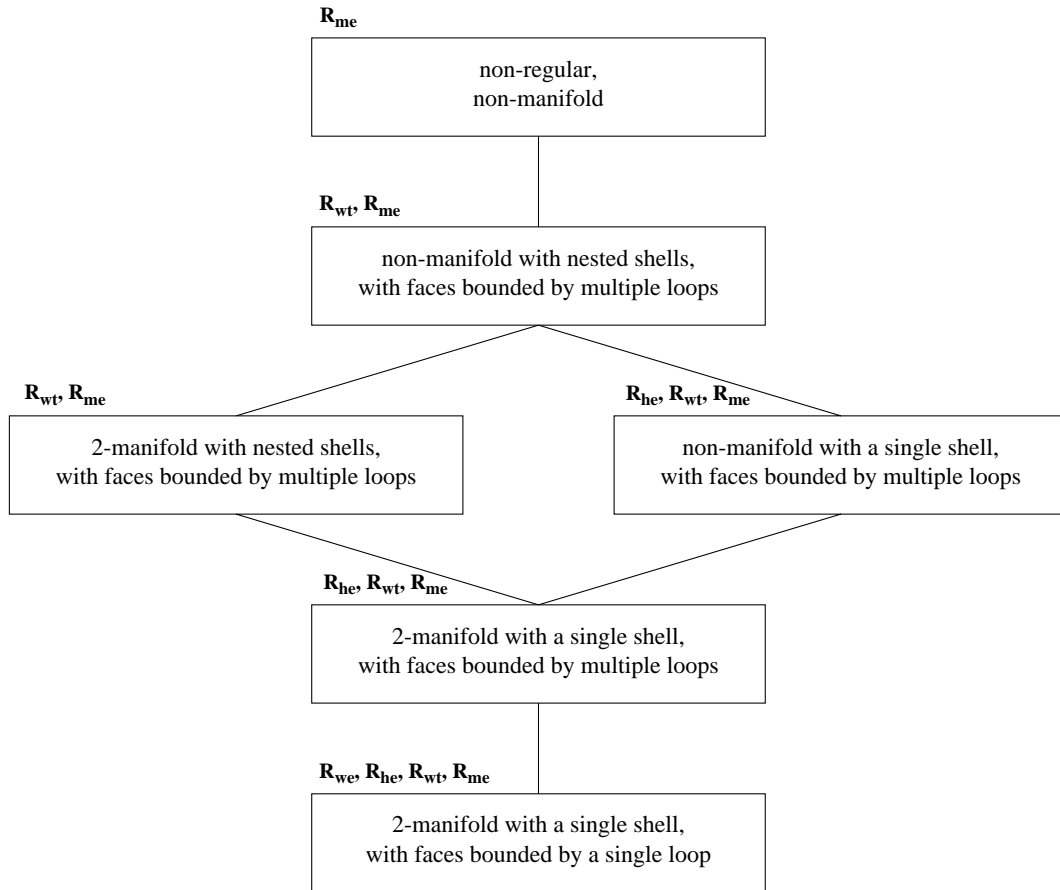 R_me
non-regular,
non-manifold
R_wt, R_me
non-manifold with nested shells,
with faces bounded by multiple loops
R_wt, R_me
2-manifold with nested shells,
with faces bounded by multiple loops
R_he, R_wt, R_me
non-manifold with a single shell,
with faces bounded by multiple loops
R_he, R_wt, R_me
2-manifold with a single shell,
with faces bounded by multiple loops
R_we, R_he, R_wt, R_me
2-manifold with a single shell,
with faces bounded by a single loop